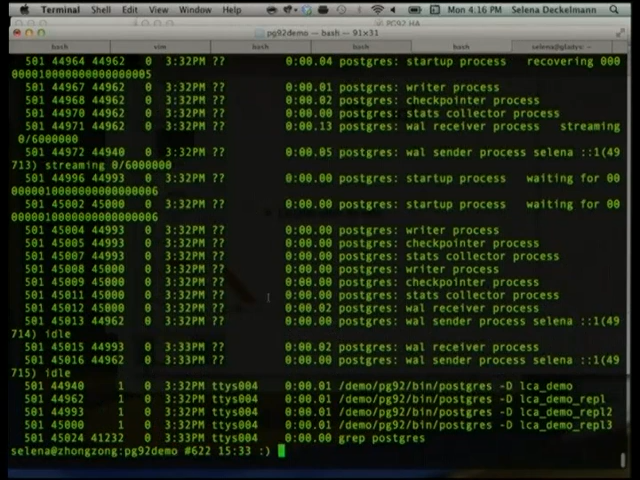 Terminal Shell Edit View Window Help Mon 4:16 PM Selena Deckelmann
pg92demo — bash — 91×31
bash vim bash bash bash selena@gladys: ~
501 44964 44962 0 3:32PM ?? 0:00.04 postgres: startup process recovering 000
000010000000000000005
501 44967 44962 0 3:32PM ?? 0:00.01 postgres: writer process
501 44968 44962 0 3:32PM ?? 0:00.02 postgres: checkpointer process
501 44970 44962 0 3:32PM ?? 0:00.00 postgres: stats collector process
501 44971 44962 0 3:32PM ?? 0:00.13 postgres: wal receiver process streaming
0/6000000
501 44972 44940 0 3:32PM ?? 0:00.05 postgres: wal sender process selena ::1(49
713) streaming 0/6000000
501 44996 44993 0 3:32PM ?? 0:00.01 postgres: startup process waiting for 00
0000010000000000000006
501 45002 45000 0 3:32PM ?? 0:00.00 postgres: startup process waiting for 00
0000010000000000000006
501 45004 44993 0 3:32PM ?? 0:00.00 postgres: writer process
501 45005 44993 0 3:32PM ?? 0:00.00 postgres: checkpointer process
501 45007 44993 0 3:32PM ?? 0:00.00 postgres: stats collector process
501 45008 45000 0 3:32PM ?? 0:00.00 postgres: writer process
501 45009 45000 0 3:32PM ?? 0:00.00 postgres: checkpointer process
501 45011 45000 0 3:32PM ?? 0:00.00 postgres: stats collector process
501 45012 45000 0 3:32PM ?? 0:00.02 postgres: wal receiver process
501 45013 44962 0 3:32PM ?? 0:00.00 postgres: wal sender process selena ::1(49
714) idle
501 45015 44993 0 3:33PM ?? 0:00.02 postgres: wal receiver process
501 45016 44962 0 3:33PM ?? 0:00.00 postgres: wal sender process selena ::1(49
715) idle
501 44940 1 0 3:32PM ttys004 0:00.01 /demo/pg92/bin/postgres -D lca_demo
501 44962 1 0 3:32PM ttys004 0:00.01 /demo/pg92/bin/postgres -D lca_demo_repl
501 44993 1 0 3:32PM ttys004 0:00.01 /demo/pg92/bin/postgres -D lca_demo_repl2
501 45000 1 0 3:32PM ttys004 0:00.01 /demo/pg92/bin/postgres -D lca_demo_repl3
501 45024 41232 0 3:33PM ttys004 0:00.00 grep postgres
selena@zhongzong:pg92demo #622 15:33 :)